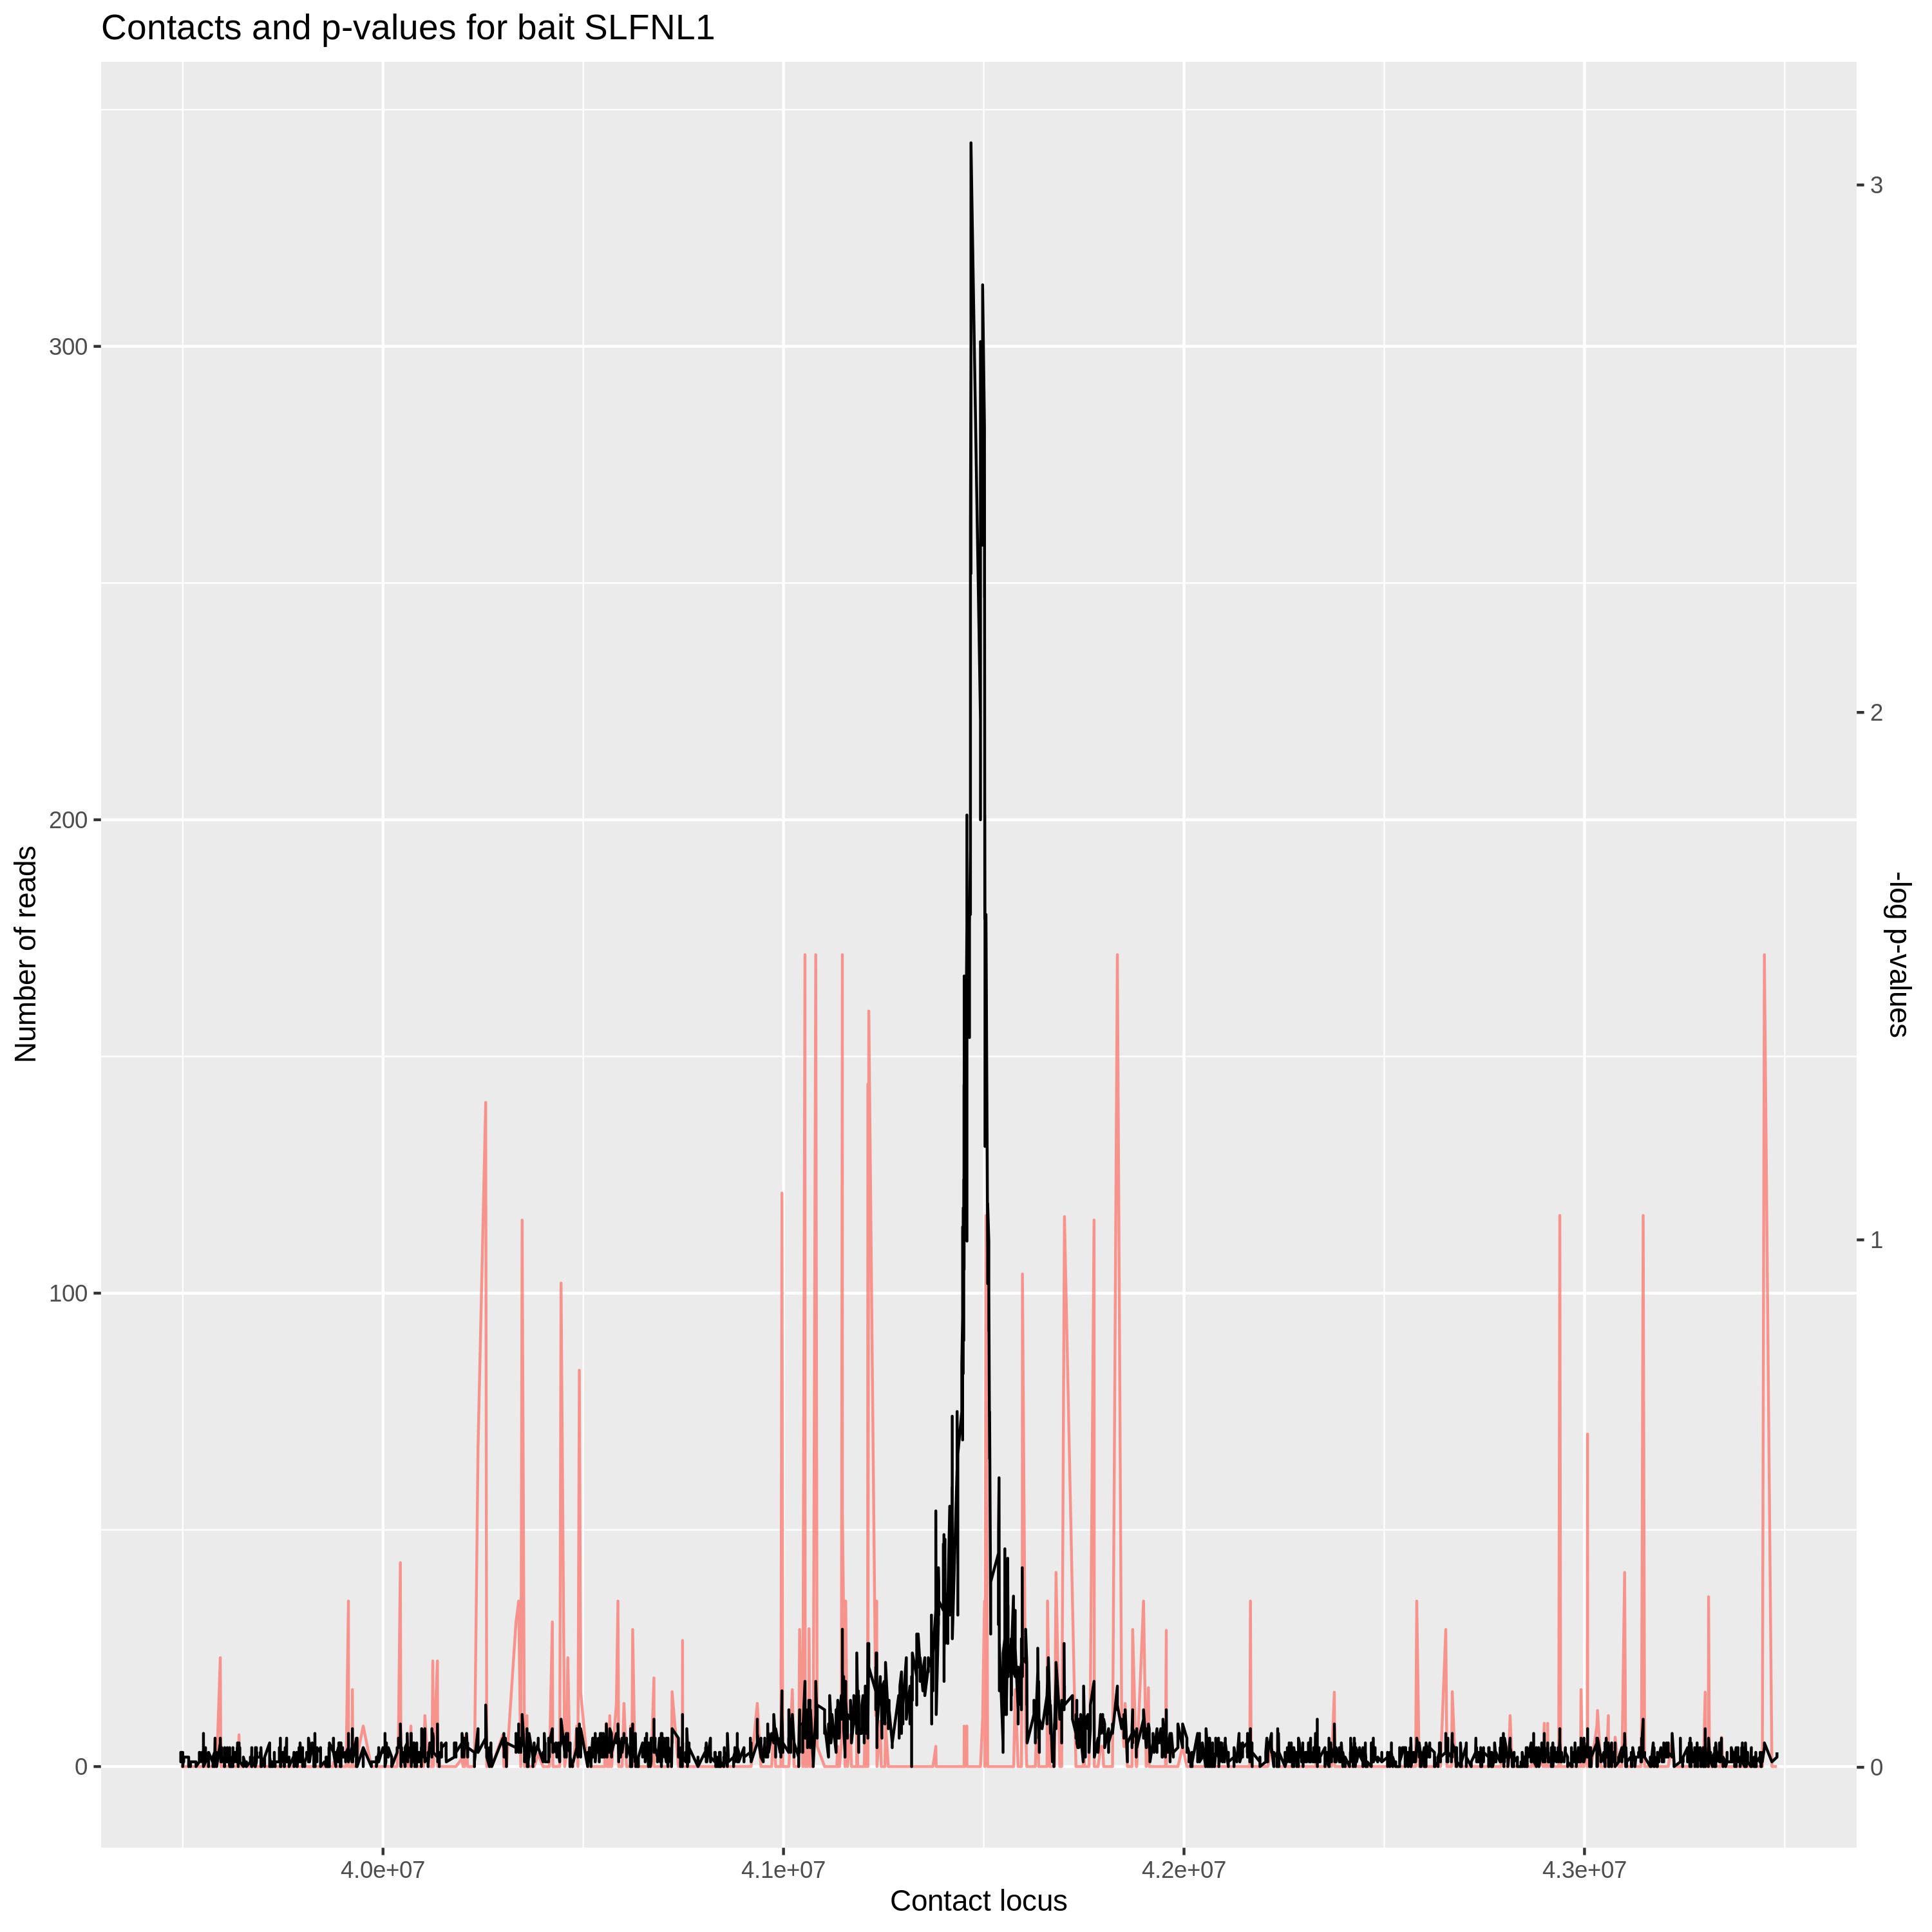 Contacts and p-values for bait SLFNL1
300
200
100
0
Number of reads
3
2
1
0
-log p-values
4.0e+07 4.1e+07 4.2e+07 4.3e+07
Contact locus